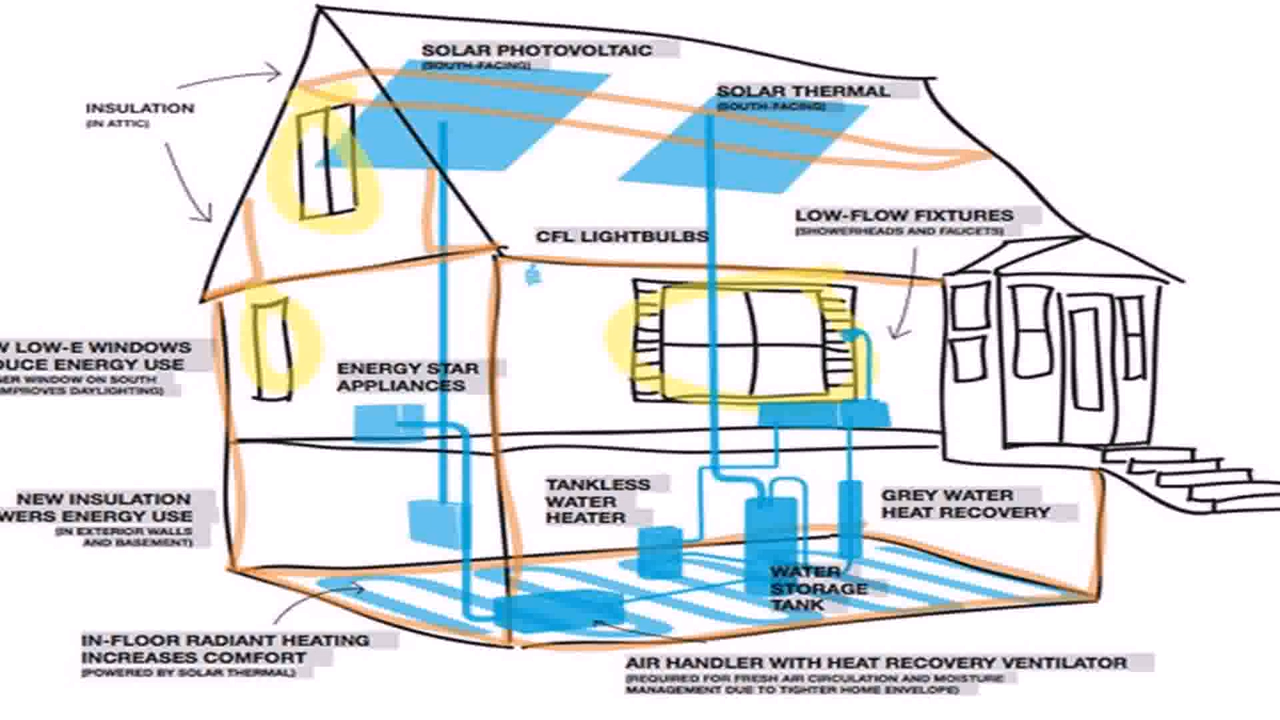 SOLAR PHOTOVOLTAIC
(SOUTH-FACING)
SOLAR THERMAL
(SOUTH-FACING)
INSULATION
(IN ATTIC)
LOW-FLOW FIXTURES
(SHOWERHEADS AND FAUCETS)
CFL LIGHTBULBS
W LOW-E WINDOWS
DUCE ENERGY USE
GER WINDOW ON SOUTH
IMPROVES DAYLIGHTING)
ENERGY STAR
APPLIANCES
NEW INSULATION
WERS ENERGY USE
(IN EXTERIOR WALLS
AND BASEMENT)
TANKLESS
WATER
HEATER
GREY WATER
HEAT RECOVERY
WATER
STORAGE
TANK
IN-FLOOR RADIANT HEATING
INCREASES COMFORT
(POWERED BY SOLAR THERMAL)
AIR HANDLER WITH HEAT RECOVERY VENTILATOR
(REQUIRED FOR FRESH AIR CIRCULATION AND MOISTURE
MANAGEMENT DUE TO TIGHTER HOME ENVELOPE)